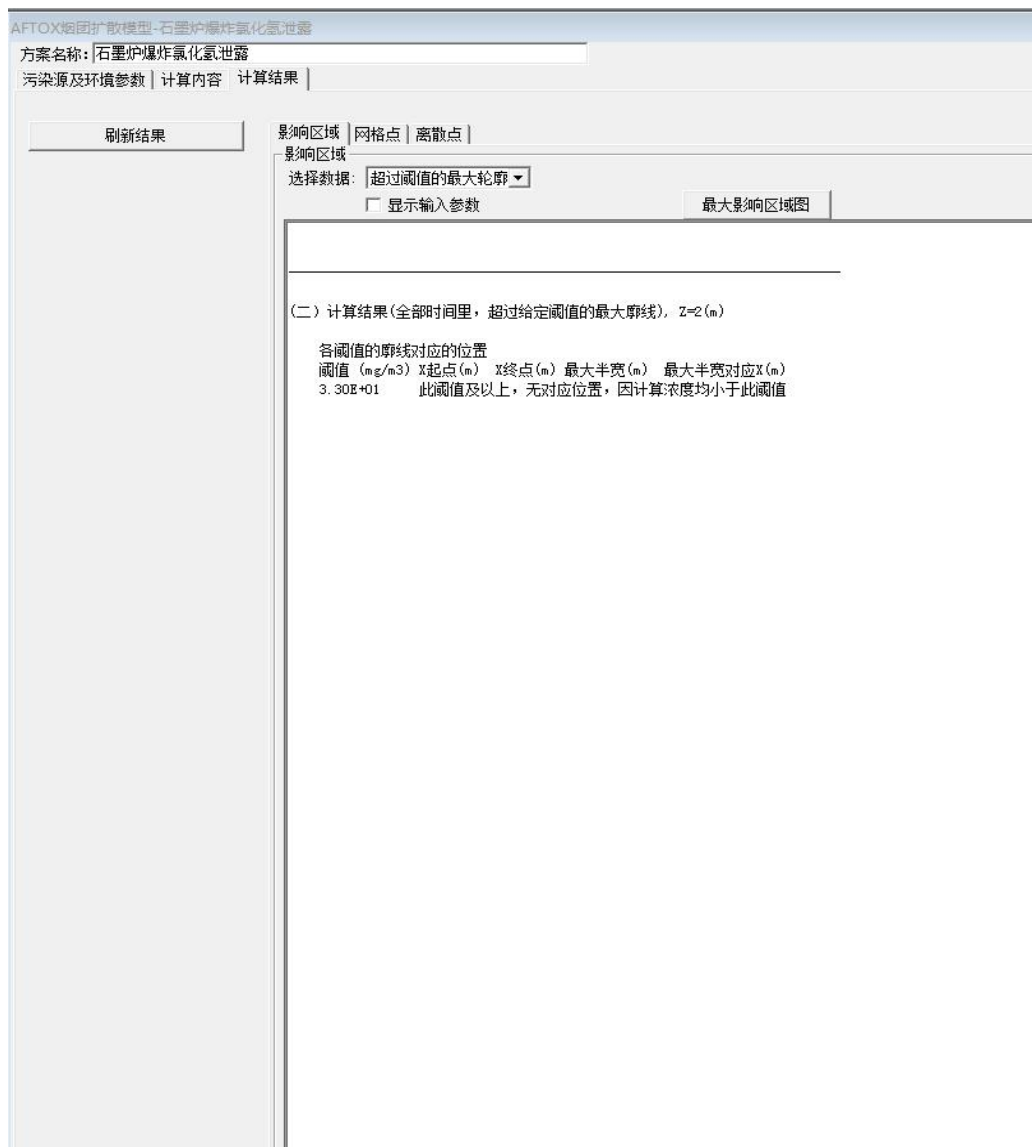 AFTOX烟团扩散模型-石墨炉爆炸氯化氢泄露
方案名称: 石墨炉爆炸氯化氢泄露
污染源及环境参数 计算内容 计算结果
刷新结果
影响区域 网格点 离散点
影响区域
选择数据: 超过阈值的最大轮廓
显示输入参数 最大影响区域图
(二) 计算结果(全部时间里，超过给定阈值的最大廓线), Z=2(m)
各阈值的廓线对应的位置
阈值 (mg/m3) X起点(m) X终点(m) 最大半宽(m) 最大半宽对应X(m)
3.30E+01 此阈值及以上，无对应位置，因计算浓度均小于此阈值